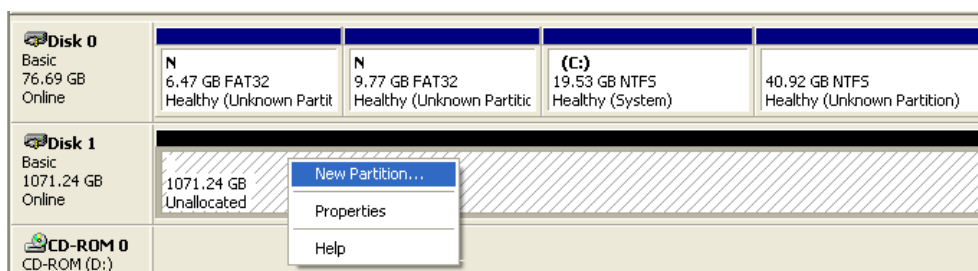 Disk 0
Basic
76.69 GB
Online
N
6.47 GB FAT32
Healthy (Unknown Partit
N
9.77 GB FAT32
Healthy (Unknown Partitic
(C:)
19.53 GB NTFS
Healthy (System)
40.92 GB NTFS
Healthy (Unknown Partition)
Disk 1
Basic
1071.24 GB
Online
1071.24 GB
Unallocated
New Partition...
Properties
Help
CD-ROM 0
CD-ROM (D:)